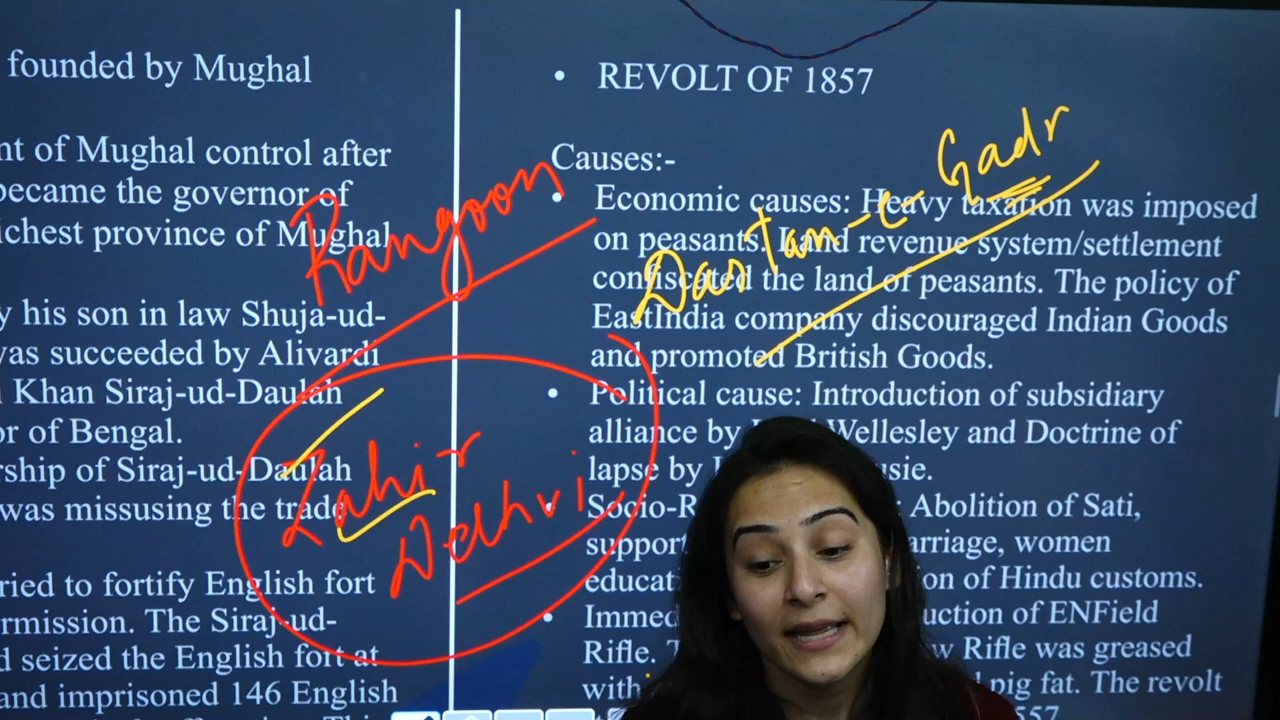 founded by Mughal
nt of Mughal control after
became the governor of
ichest province of Mughal
y his son in law Shuja-ud-
was succeeded by Alivardi
Khan Siraj-ud-Daulah
or of Bengal.
rship of Siraj-ud-Daulah
was missusing the trade
ried to fortify English fort
rmission. The Siraj-ud-
d seized the English fort at
and imprisoned 146 English
Rangoon
Zahir
Delhvi
• REVOLT OF 1857
Causes:-
• Economic causes: Heavy taxation was imposed
on peasants. Land revenue system/settlement
confiscated the land of peasants. The policy of
EastIndia company discouraged Indian Goods
and promoted British Goods.
• Political cause: Introduction of subsidiary
alliance by Wellesley and Doctrine of
lapse by usie.
• Socio-R : Abolition of Sati,
support arriage, women
educati on of Hindu customs.
• Immed uction of ENField
Rifle. w Rifle was greased
with pig fat. The revolt
Dastan-e-Gadr